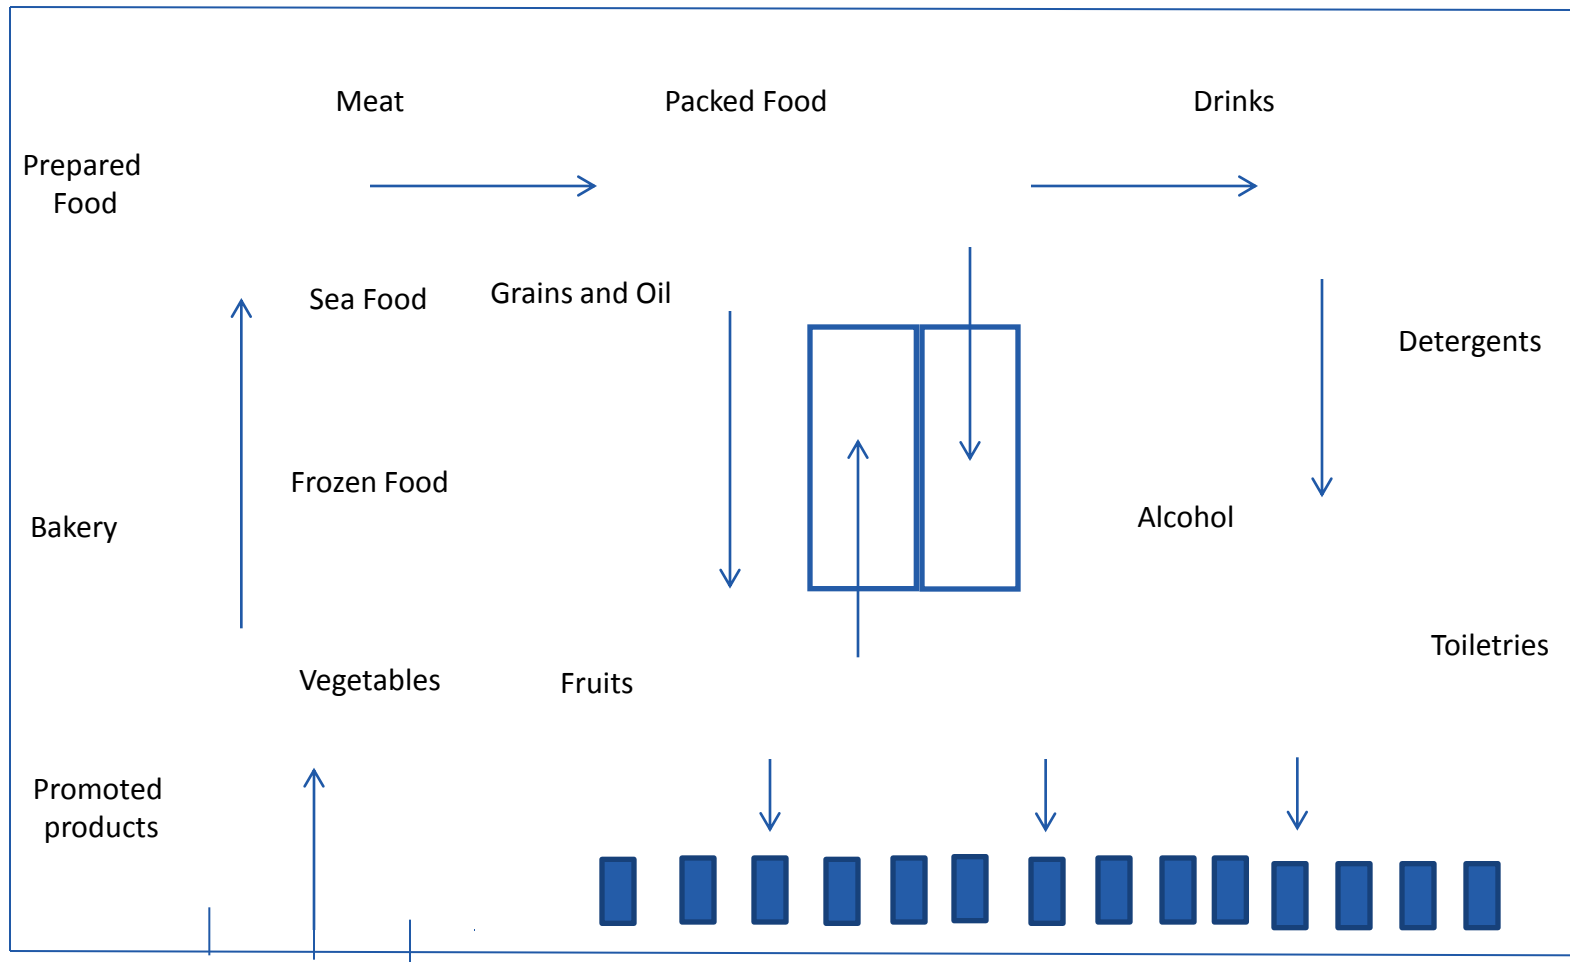 Meat
Packed Food
Drinks
Prepared
Food
Sea Food
Grains and Oil
Detergents
Frozen Food
Bakery
Alcohol
Toiletries
Vegetables
Fruits
Promoted
products